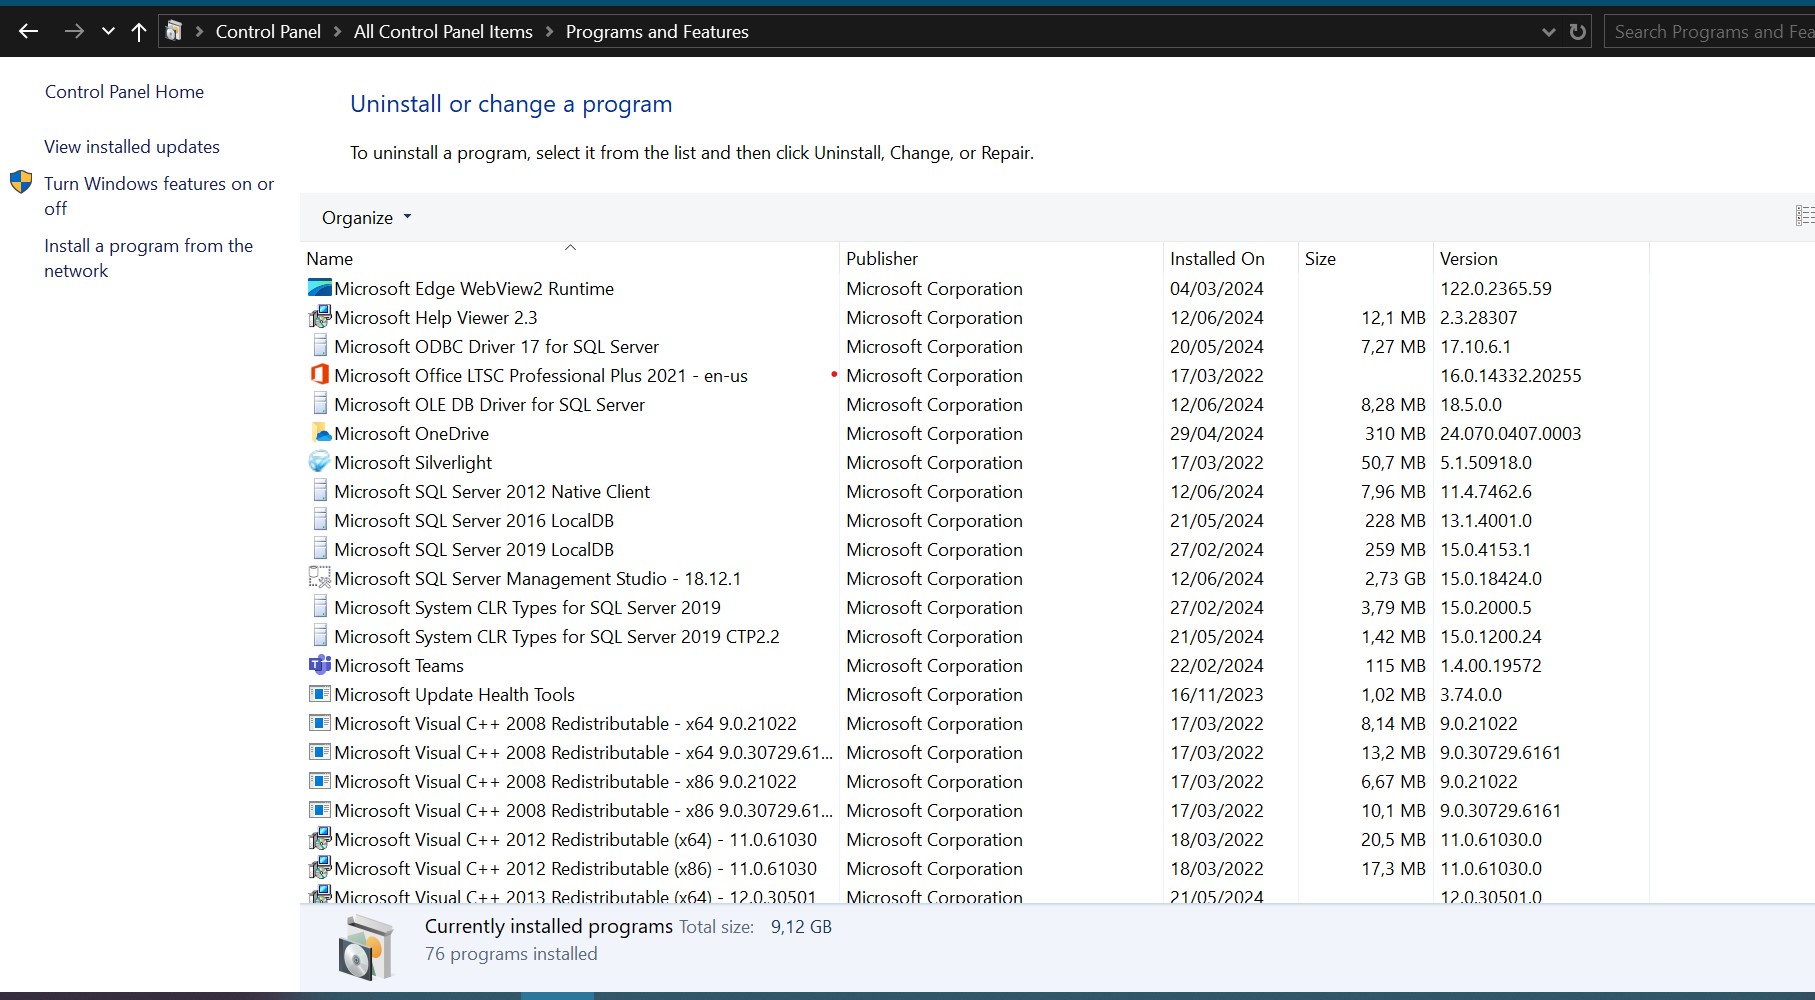 Control Panel > All Control Panel Items > Programs and Features
Search Programs and Fea
Control Panel Home
View installed updates
Turn Windows features on or
off
Install a program from the
network
Uninstall or change a program
To uninstall a program, select it from the list and then click Uninstall, Change, or Repair.
Organize
Name Publisher Installed On Size Version
Microsoft Edge WebView2 Runtime Microsoft Corporation 04/03/2024 122.0.2365.59
Microsoft Help Viewer 2.3 Microsoft Corporation 12/06/2024 12,1 MB 2.3.28307
Microsoft ODBC Driver 17 for SQL Server Microsoft Corporation 20/05/2024 7,27 MB 17.10.6.1
Microsoft Office LTSC Professional Plus 2021 - en-us Microsoft Corporation 17/03/2022 16.0.14332.20255
Microsoft OLE DB Driver for SQL Server Microsoft Corporation 12/06/2024 8,28 MB 18.5.0.0
Microsoft OneDrive Microsoft Corporation 29/04/2024 310 MB 24.070.0407.0003
Microsoft Silverlight Microsoft Corporation 17/03/2022 50,7 MB 5.1.50918.0
Microsoft SQL Server 2012 Native Client Microsoft Corporation 12/06/2024 7,96 MB 11.4.7462.6
Microsoft SQL Server 2016 LocalDB Microsoft Corporation 21/05/2024 228 MB 13.1.4001.0
Microsoft SQL Server 2019 LocalDB Microsoft Corporation 27/02/2024 259 MB 15.0.4153.1
Microsoft SQL Server Management Studio - 18.12.1 Microsoft Corporation 12/06/2024 2,73 GB 15.0.18424.0
Microsoft System CLR Types for SQL Server 2019 Microsoft Corporation 27/02/2024 3,79 MB 15.0.2000.5
Microsoft System CLR Types for SQL Server 2019 CTP2.2 Microsoft Corporation 21/05/2024 1,42 MB 15.0.1200.24
Microsoft Teams Microsoft Corporation 22/02/2024 115 MB 1.4.00.19572
Microsoft Update Health Tools Microsoft Corporation 16/11/2023 1,02 MB 3.74.0.0
Microsoft Visual C++ 2008 Redistributable - x64 9.0.21022 Microsoft Corporation 17/03/2022 8,14 MB 9.0.21022
Microsoft Visual C++ 2008 Redistributable - x64 9.0.30729.61... Microsoft Corporation 17/03/2022 13,2 MB 9.0.30729.6161
Microsoft Visual C++ 2008 Redistributable - x86 9.0.21022 Microsoft Corporation 17/03/2022 6,67 MB 9.0.21022
Microsoft Visual C++ 2008 Redistributable - x86 9.0.30729.61... Microsoft Corporation 17/03/2022 10,1 MB 9.0.30729.6161
Microsoft Visual C++ 2012 Redistributable (x64) - 11.0.61030 Microsoft Corporation 18/03/2022 20,5 MB 11.0.61030.0
Microsoft Visual C++ 2012 Redistributable (x86) - 11.0.61030 Microsoft Corporation 18/03/2022 17,3 MB 11.0.61030.0
Microsoft Visual C++ 2013 Redistributable (x64) - 12.0.30501 Microsoft Corporation 21/05/2024 12.0.30501.0
Currently installed programs Total size: 9,12 GB
76 programs installed